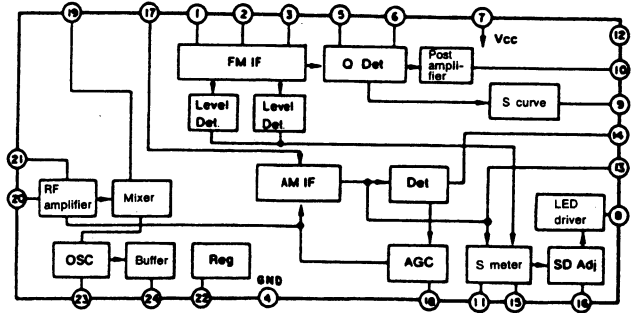 19 17 1 2 3 5 6 7
Vcc
12
FM IF
Q Det
Post
ampli-
fier
10
Level
Det.
Level
Det.
S curve
9
14
21
AM IF
Det
13
20
RF
amplifier
Mixer
LED
driver
8
OSC
Buffer
Reg
GND
AGC
S meter
SD Adj
23 24 22 4 18 11 15 16